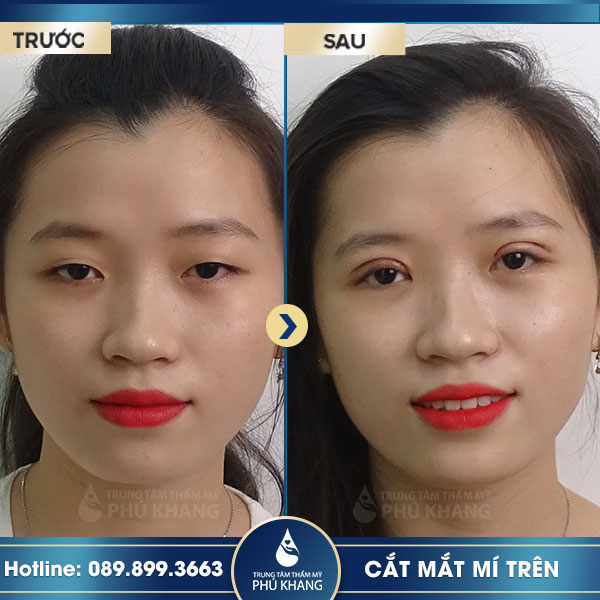 TRƯỚC
SAU
TRUNG TÂM THẨM MỸ
PHÚ KHANG
TRUNG TÂM THẨM MỸ
PHÚ KHANG
Hotline: 089.899.3663
TRUNG TÂM THẨM MỸ
PHÚ KHANG
CẮT MẮT MÍ TRÊN